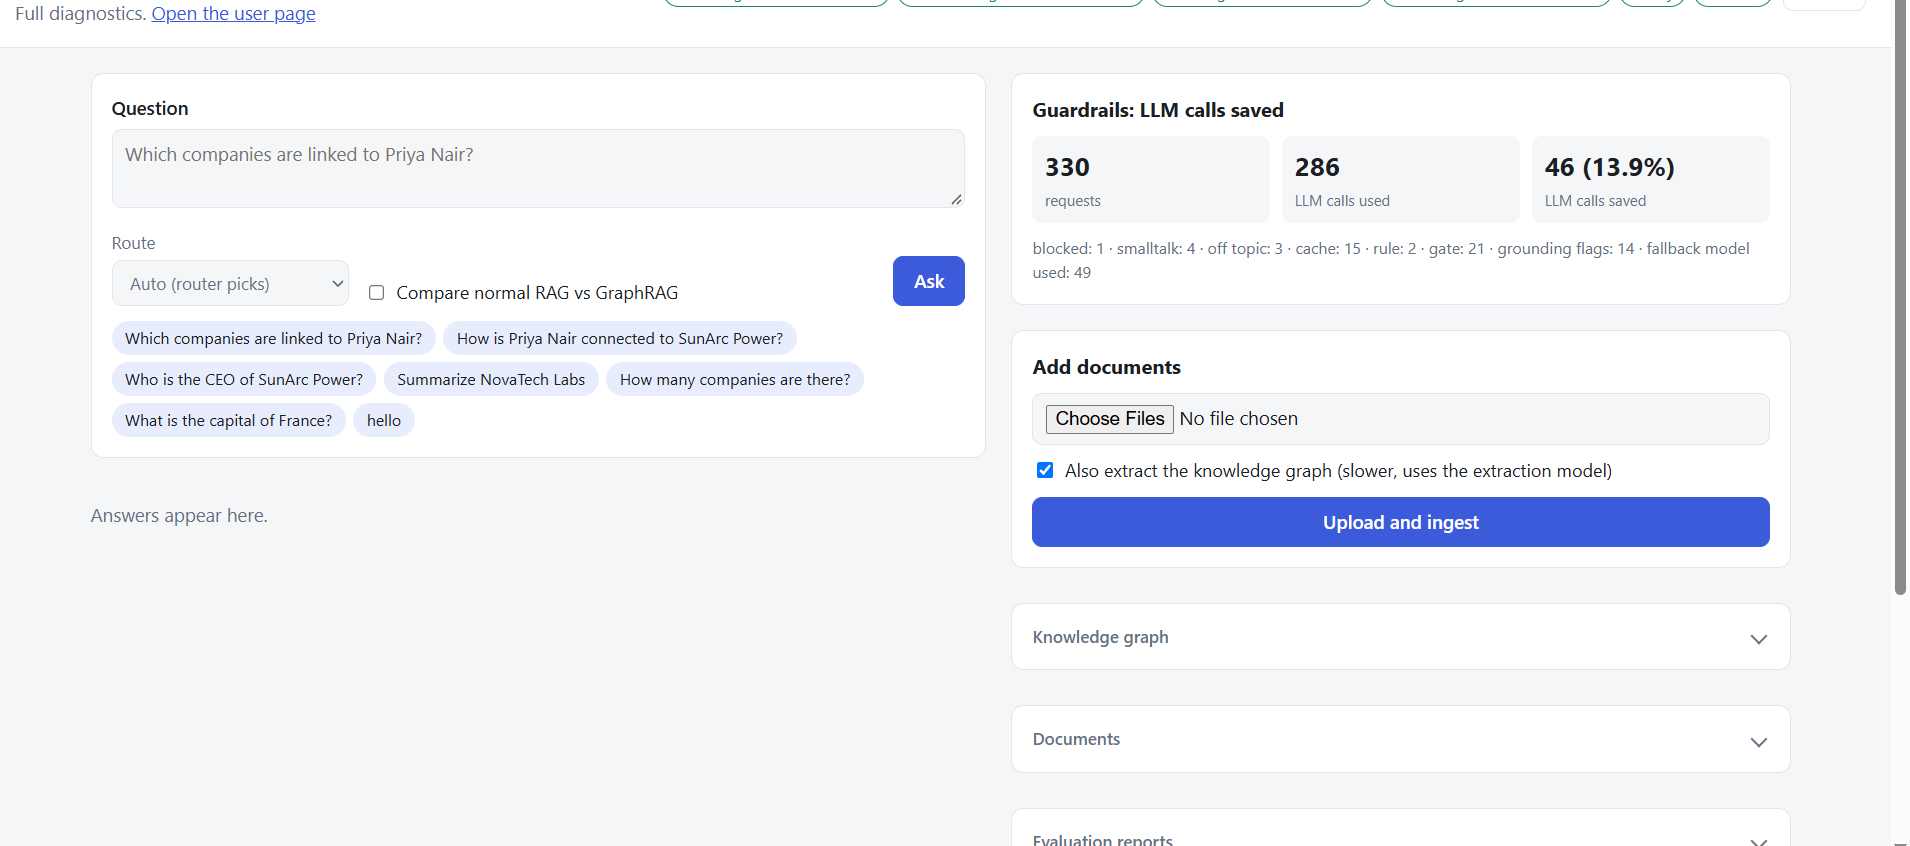 Full diagnostics. Open the user page
Question
Which companies are linked to Priya Nair?
Route
Auto (router picks)
Compare normal RAG vs GraphRAG
Ask
Which companies are linked to Priya Nair?
How is Priya Nair connected to SunArc Power?
Who is the CEO of SunArc Power?
Summarize NovaTech Labs
How many companies are there?
What is the capital of France?
hello
Answers appear here.
Guardrails: LLM calls saved
330
requests
286
LLM calls used
46 (13.9%)
LLM calls saved
blocked: 1 · smalltalk: 4 · off topic: 3 · cache: 15 · rule: 2 · gate: 21 · grounding flags: 14 · fallback model
used: 49
Add documents
Choose Files No file chosen
Also extract the knowledge graph (slower, uses the extraction model)
Upload and ingest
Knowledge graph
Documents
Evaluation reports